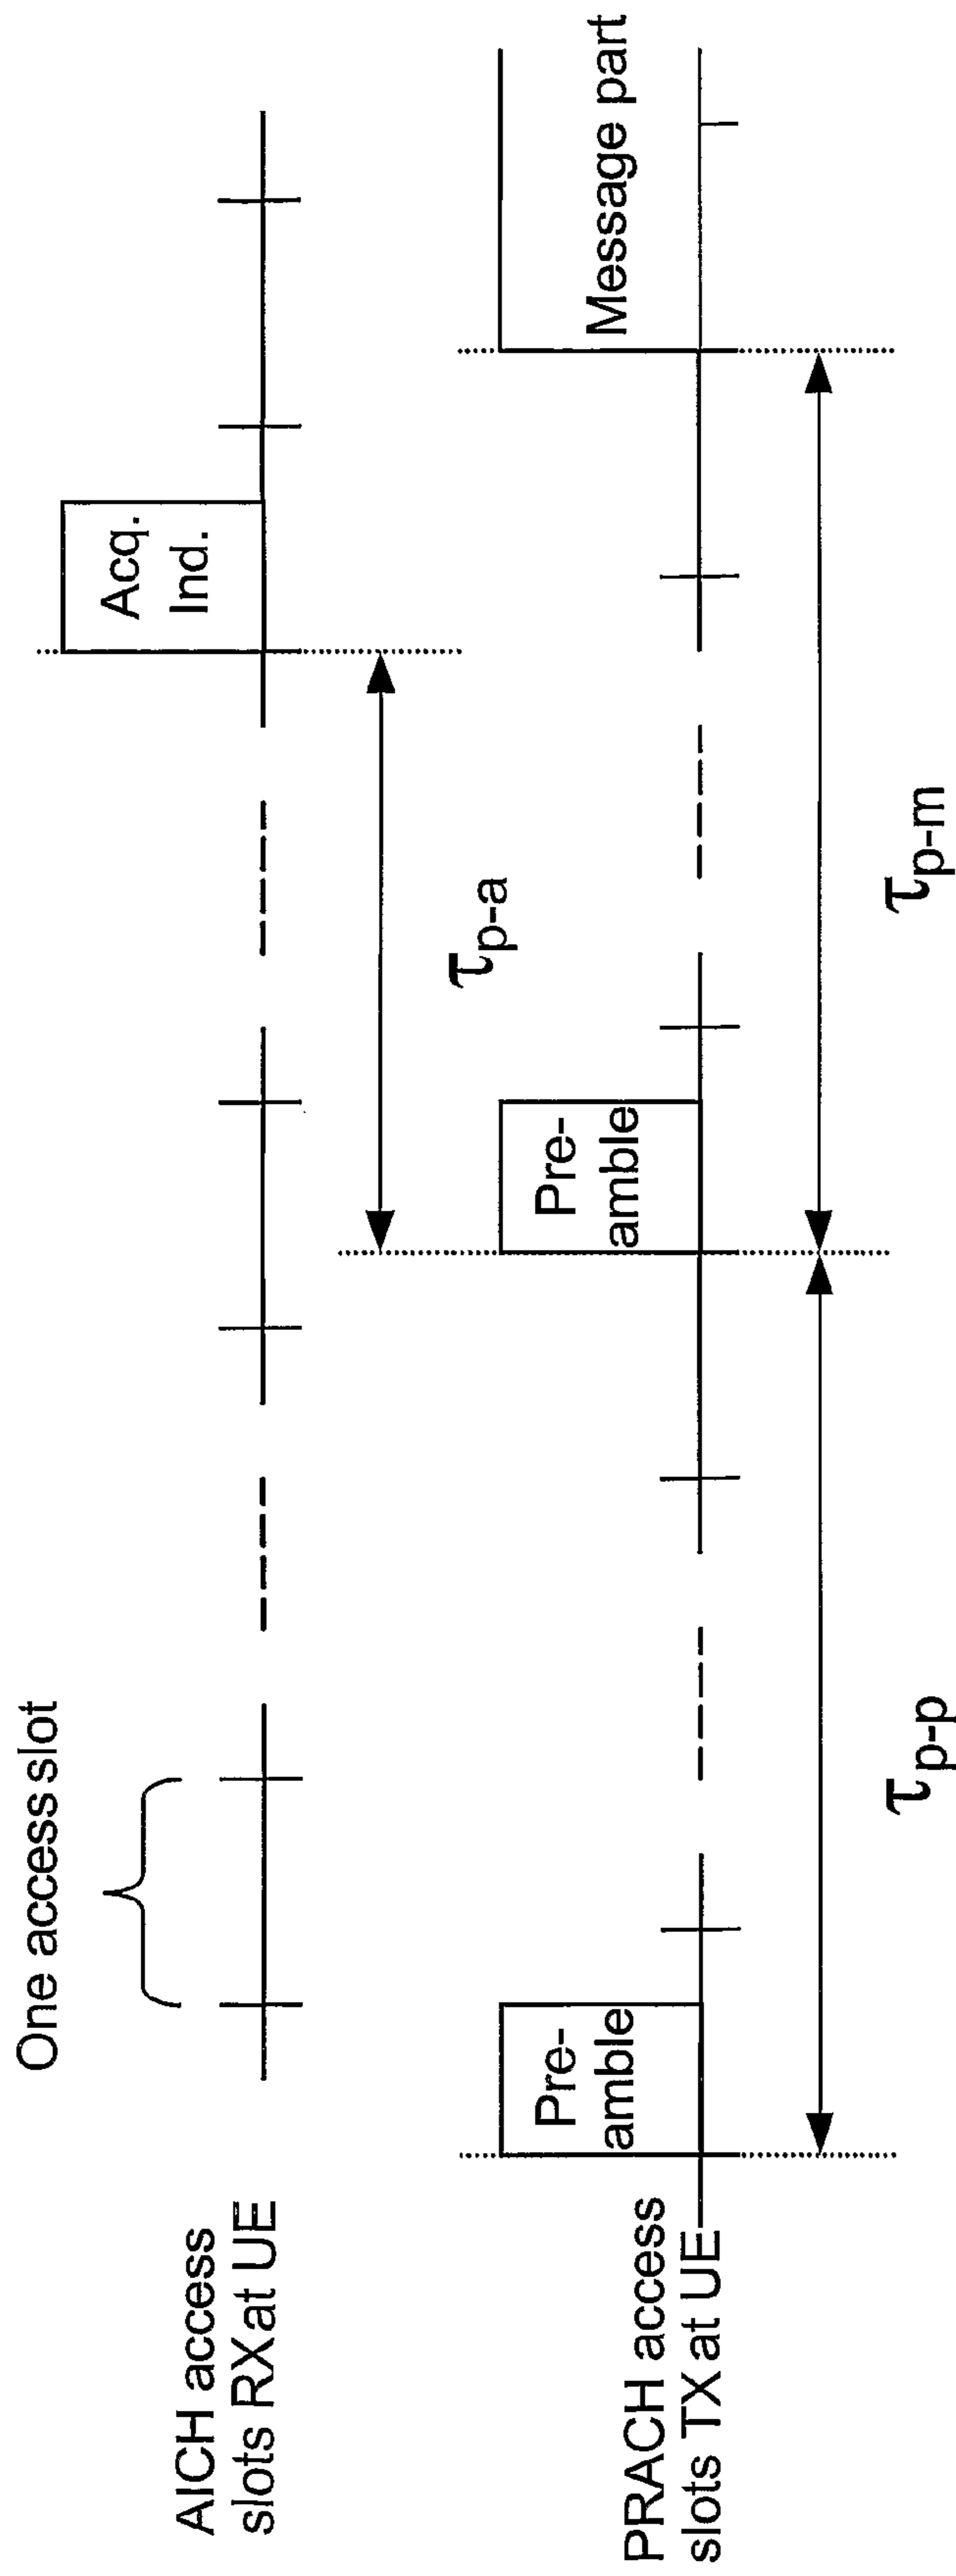 One access slot
AICH access
slots RX at UE
Acq.
Ind.
τp-a
PRACH access
slots TX at UE
Pre-
amble
Pre-
amble
Message part
τp-p
τp-m